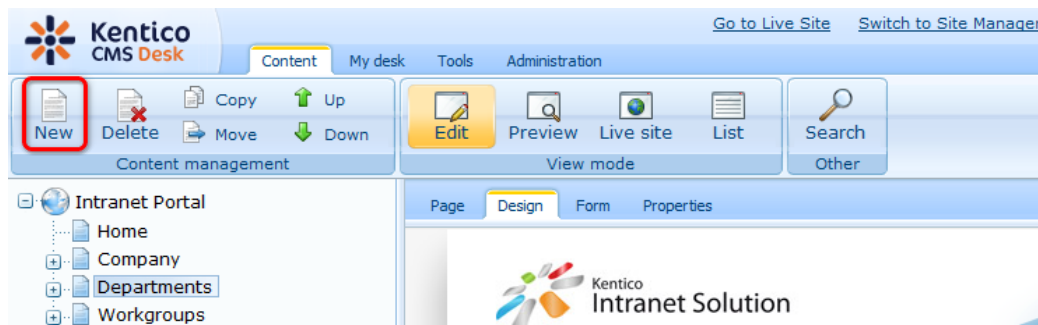 Kentico
CMS Desk
Go to Live Site Switch to Site Manager
Content My desk Tools Administration
New Delete Copy Move Up Down
Content management
Edit Preview Live site List
View mode
Search
Other
Intranet Portal
Home
Company
Departments
Workgroups
Page Design Form Properties
Kentico
Intranet Solution